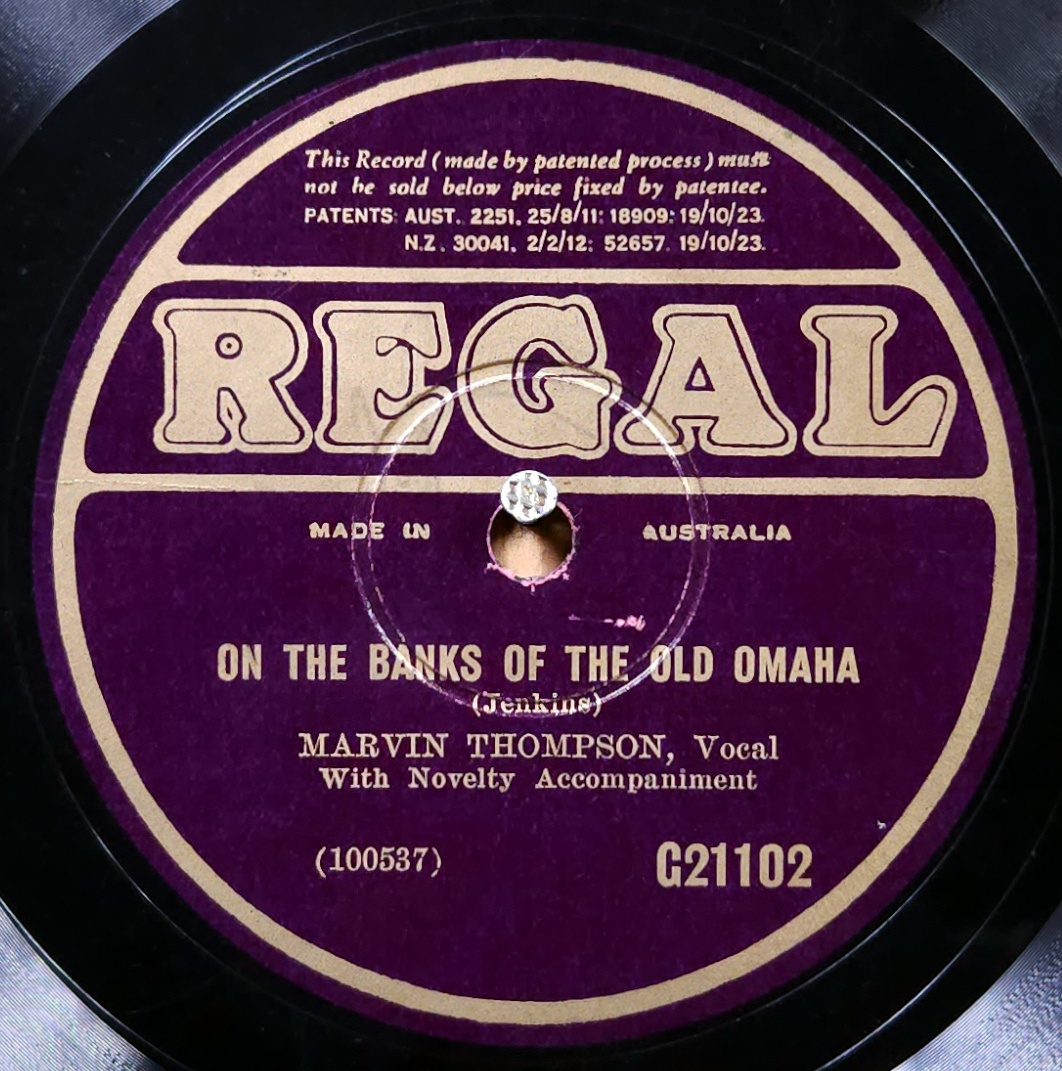 This Record (made by patented process) must
not be sold below price fixed by patentee.
PATENTS: AUST. 2251. 25/8/11: 18909: 19/10/23.
N.Z. 30041. 2/2/12: 52657. 19/10/23.
REGAL
MADE IN AUSTRALIA
ON THE BANKS OF THE OLD OMAHA
(Jenkins)
MARVIN THOMPSON, Vocal
With Novelty Accompaniment
(100537) G21102